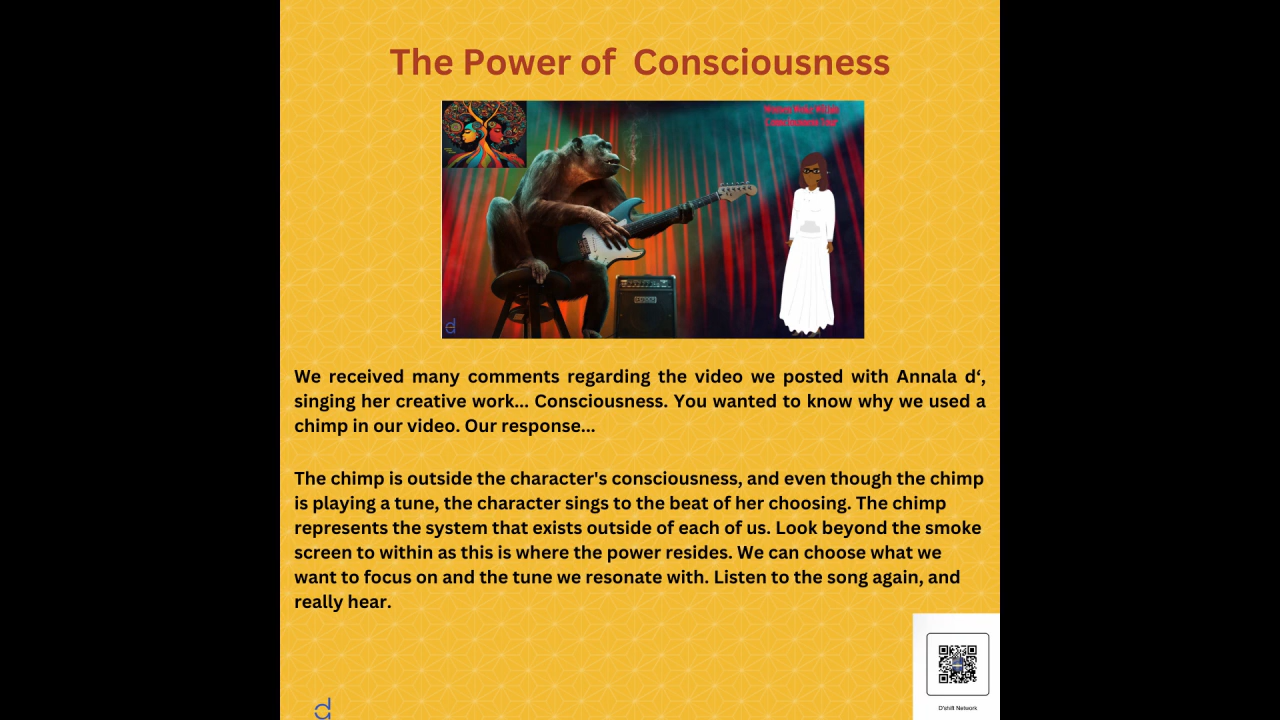 The Power of Consciousness
We received many comments regarding the video we posted with Annala d‘,
singing her creative work... Consciousness. You wanted to know why we used a
chimp in our video. Our response...
The chimp is outside the character's consciousness, and even though the chimp
is playing a tune, the character sings to the beat of her choosing. The chimp
represents the system that exists outside of each of us. Look beyond the smoke
screen to within as this is where the power resides. We can choose what we
want to focus on and the tune we resonate with. Listen to the song again, and
really hear.
D'shift Network